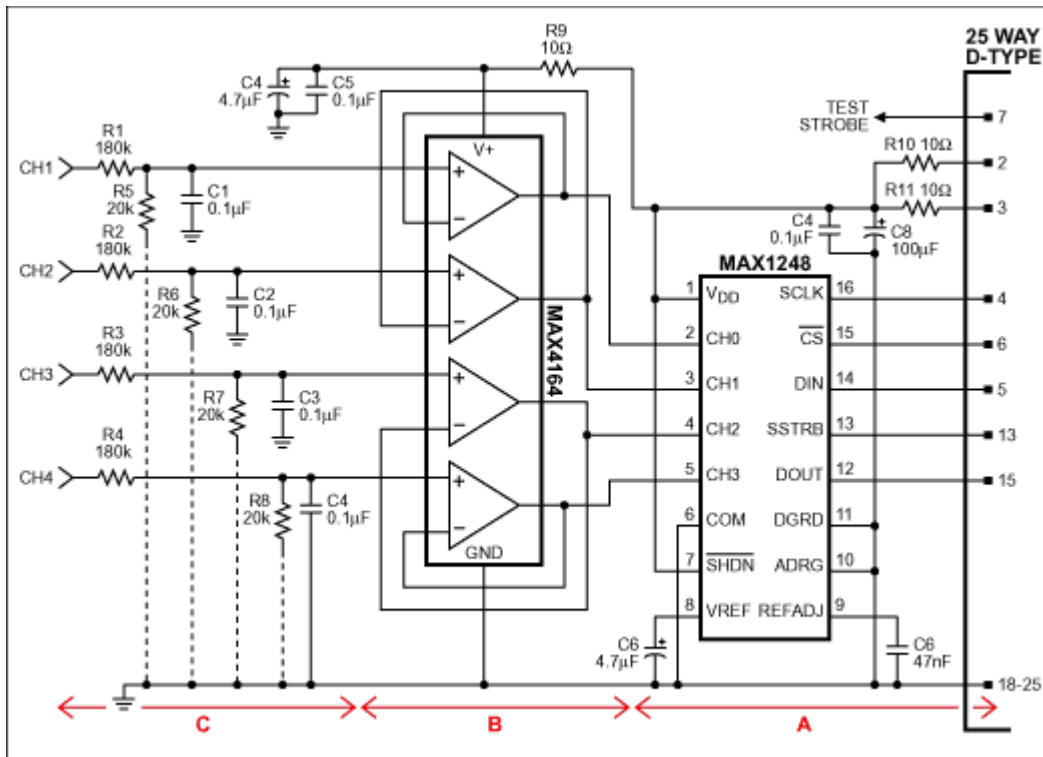 25 WAY
D-TYPE
R9
10Ω
C4
4.7µF
C5
0.1µF
TEST
STROBE
7
R10 10Ω
2
R11 10Ω
3
C4
0.1µF
C8
100µF
R1
180k
CH1
R5
20k
C1
0.1µF
R2
180k
CH2
R6
20k
C2
0.1µF
R3
180k
CH3
R7
20k
C3
0.1µF
R4
180k
CH4
R8
20k
C4
0.1µF
V+
+
−
+
−
+
−
+
−
GND
MAX4164
MAX1248
1 VDD SCLK 16 4
2 CH0 CS 15 6
3 CH1 DIN 14 5
4 CH2 SSTRB 13 13
5 CH3 DOUT 12 15
6 COM DGRD 11
7 SHDN ADRG 10
8 VREF REFADJ 9
C6
4.7µF
C6
47nF
18-25
C B A